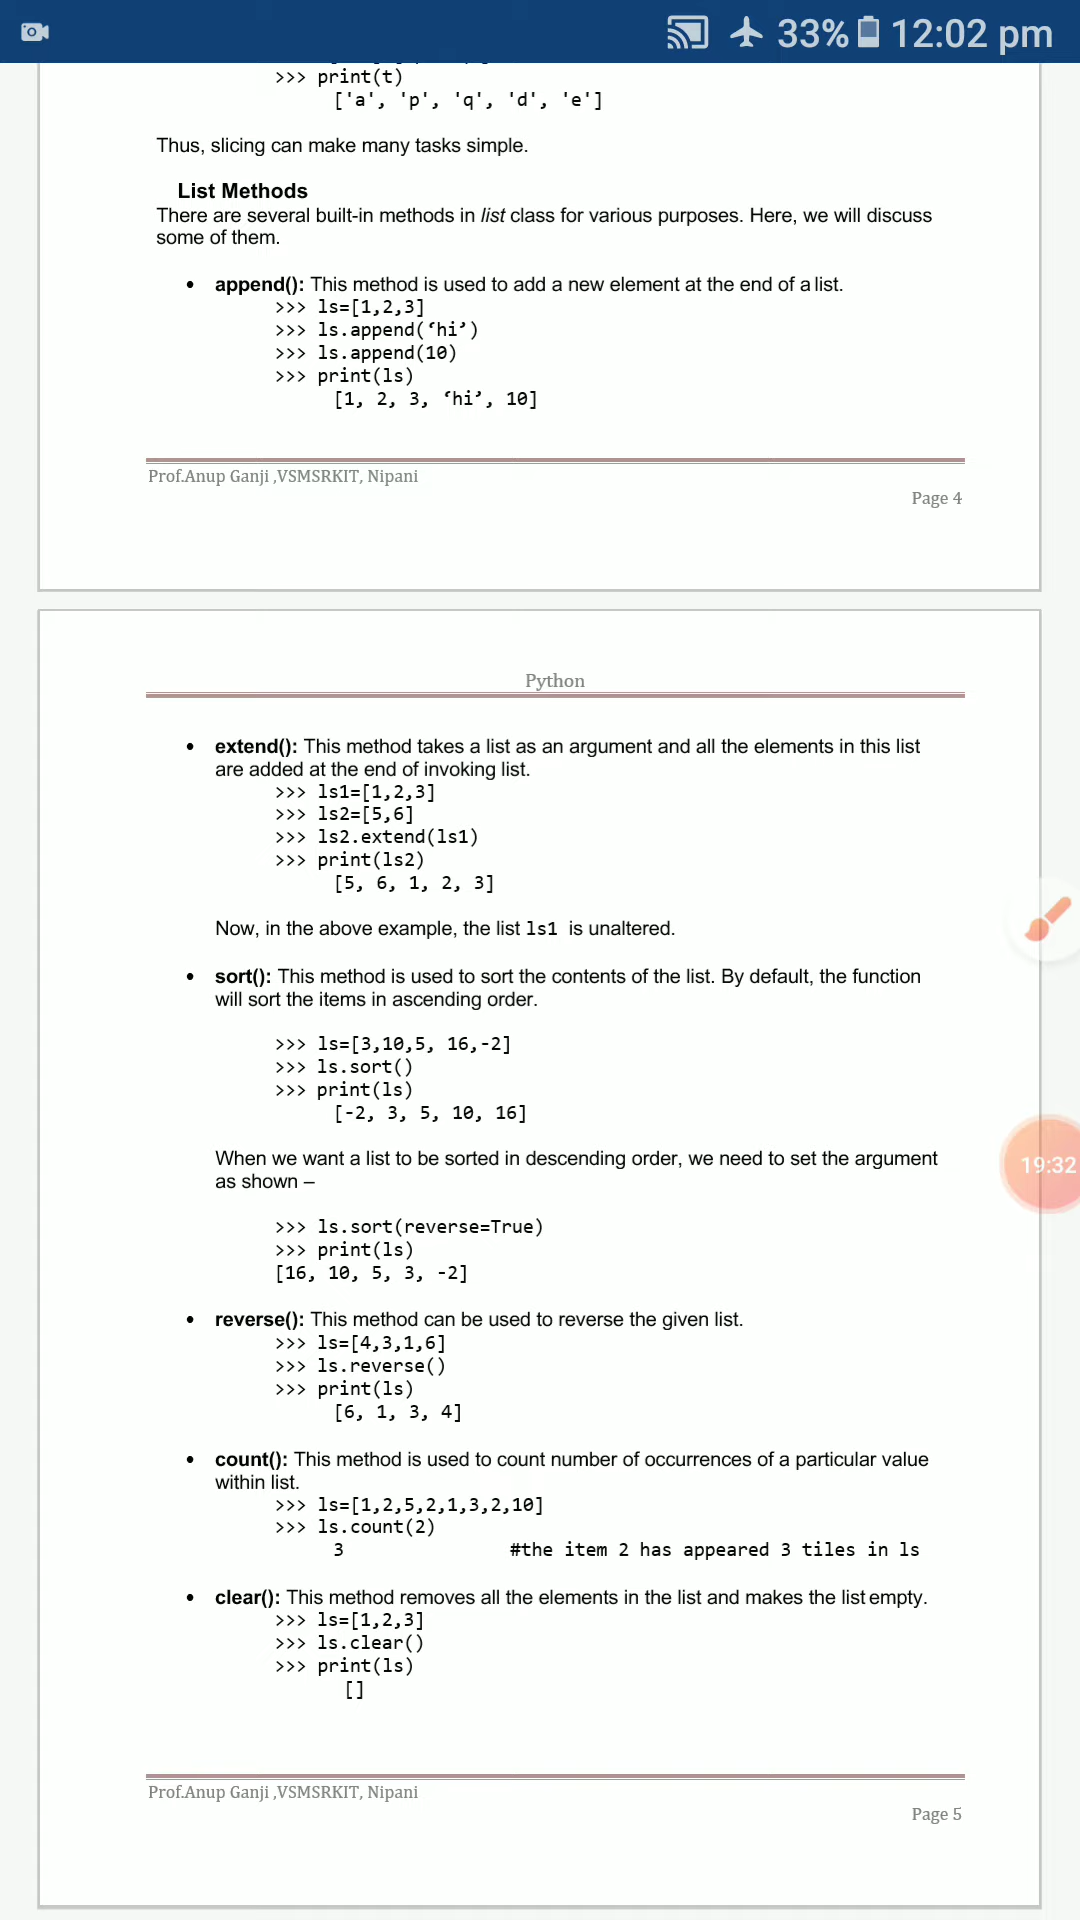 33% 12:02 pm
>>> print(t)
['a', 'p', 'q', 'd', 'e']
Thus, slicing can make many tasks simple.
List Methods
There are several built-in methods in list class for various purposes. Here, we will discuss
some of them.
• append(): This method is used to add a new element at the end of a list.
>>> ls=[1,2,3]
>>> ls.append(‘hi’)
>>> ls.append(10)
>>> print(ls)
[1, 2, 3, ‘hi’, 10]
Prof.Anup Ganji ,VSMSRKIT, Nipani
Page 4
Python
• extend(): This method takes a list as an argument and all the elements in this list
are added at the end of invoking list.
>>> ls1=[1,2,3]
>>> ls2=[5,6]
>>> ls2.extend(ls1)
>>> print(ls2)
[5, 6, 1, 2, 3]
Now, in the above example, the list ls1 is unaltered.
• sort(): This method is used to sort the contents of the list. By default, the function
will sort the items in ascending order.
>>> ls=[3,10,5, 16,-2]
>>> ls.sort()
>>> print(ls)
[-2, 3, 5, 10, 16]
When we want a list to be sorted in descending order, we need to set the argument
19:32
as shown –
>>> ls.sort(reverse=True)
>>> print(ls)
[16, 10, 5, 3, -2]
• reverse(): This method can be used to reverse the given list.
>>> ls=[4,3,1,6]
>>> ls.reverse()
>>> print(ls)
[6, 1, 3, 4]
• count(): This method is used to count number of occurrences of a particular value
within list.
>>> ls=[1,2,5,2,1,3,2,10]
>>> ls.count(2)
3 #the item 2 has appeared 3 tiles in ls
• clear(): This method removes all the elements in the list and makes the list empty.
>>> ls=[1,2,3]
>>> ls.clear()
>>> print(ls)
[]
Prof.Anup Ganji ,VSMSRKIT, Nipani
Page 5